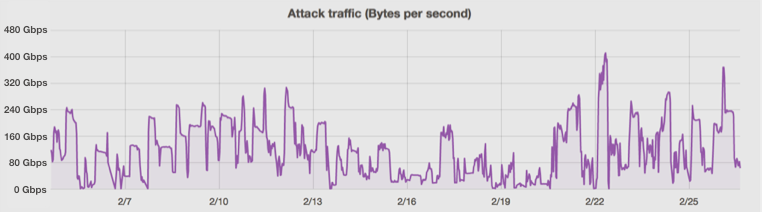 Attack traffic (Bytes per second)
480 Gbps
400 Gbps
320 Gbps
240 Gbps
160 Gbps
80 Gbps
0 Gbps
2/7 2/10 2/13 2/16 2/19 2/22 2/25